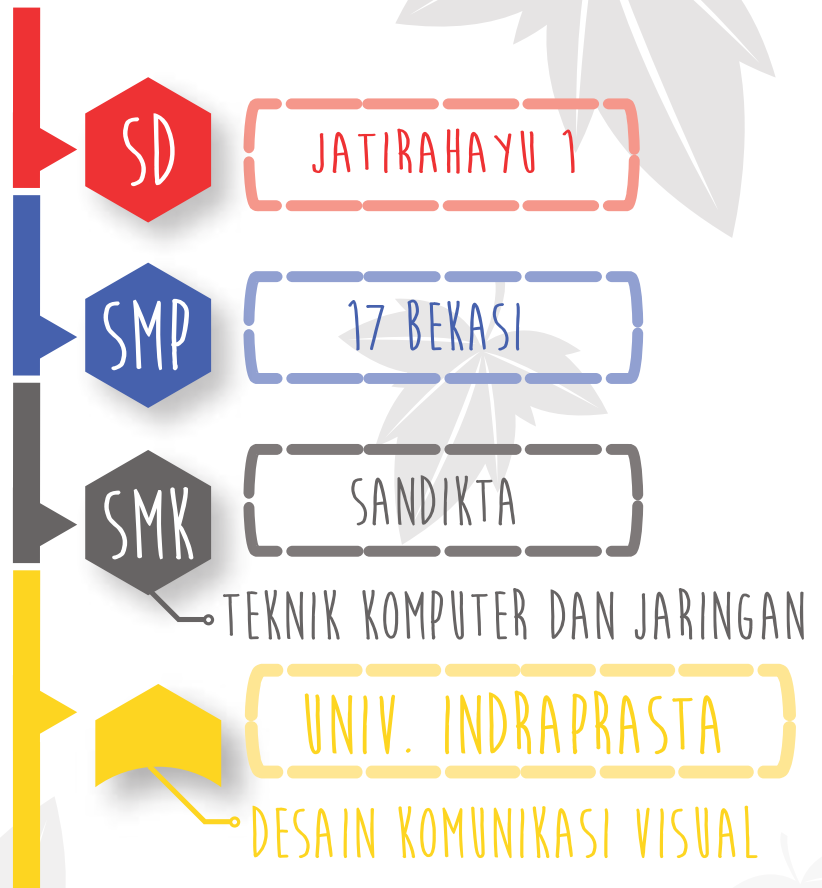 SD
JATIRAHAYU 1
SMP
17 BEKASI
SMK
SANDIKTA
TEKNIK KOMPUTER DAN JARINGAN
UNIV. INDRAPRASTA
DESAIN KOMUNIKASI VISUAL